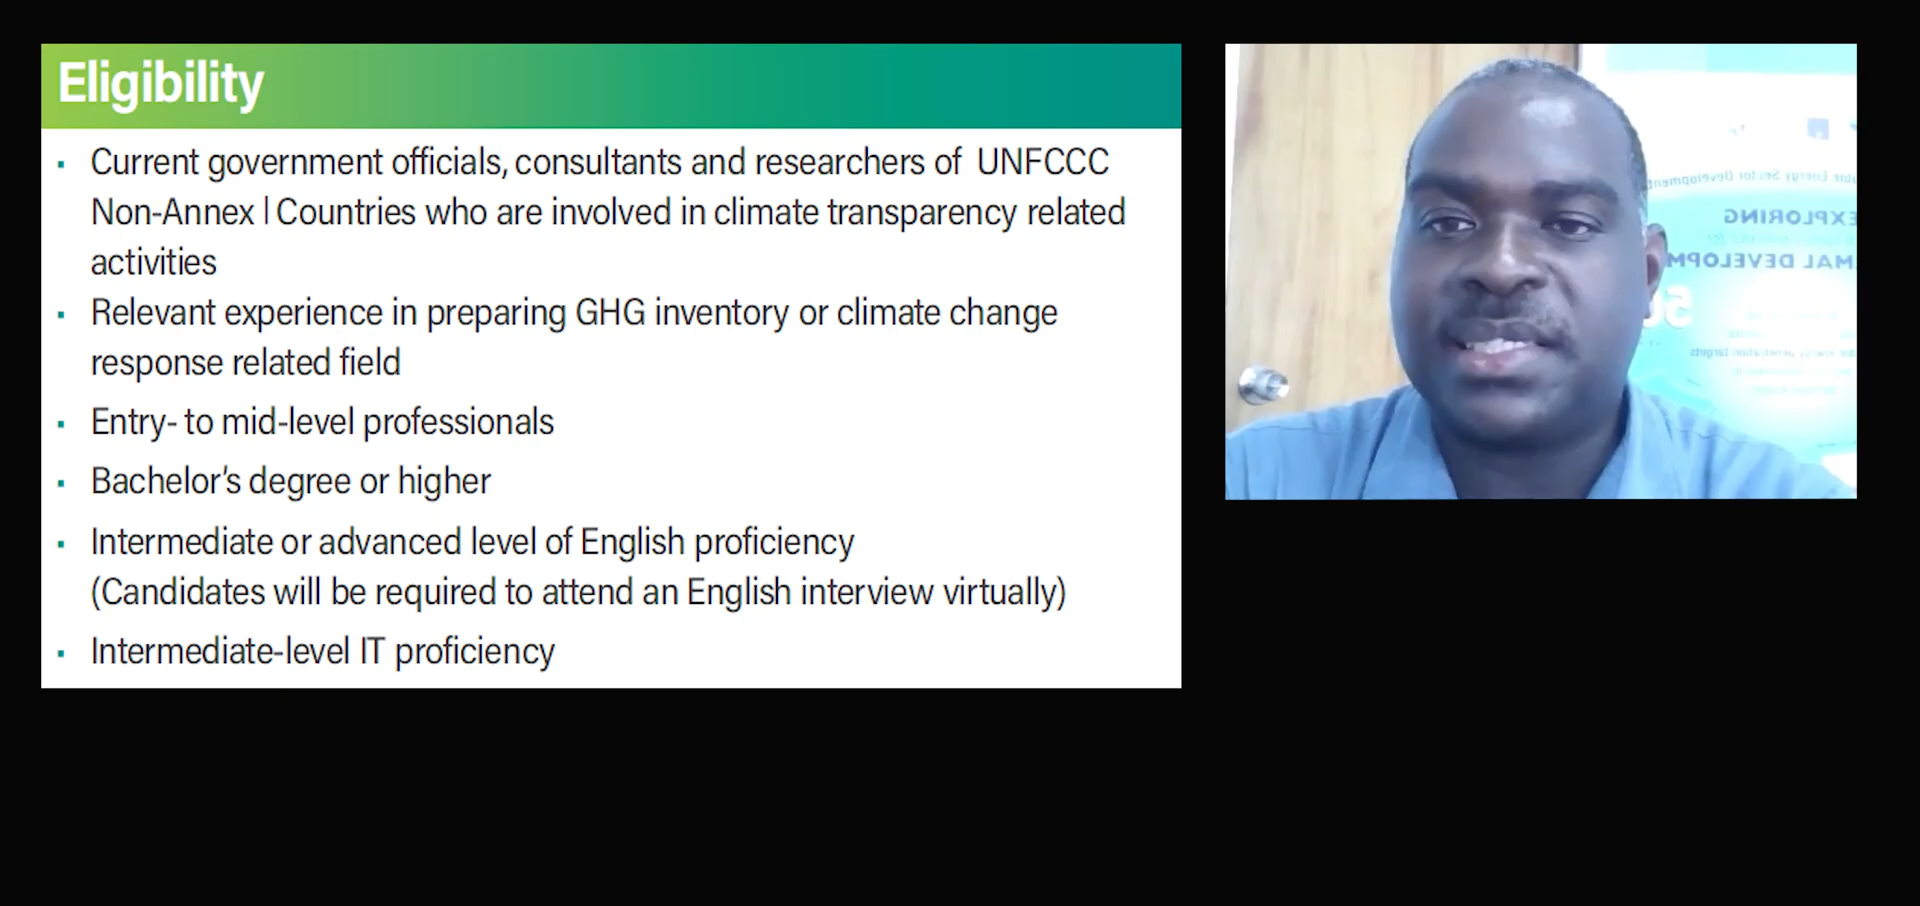 Eligibility
▪ Current government officials, consultants and researchers of UNFCCC
Non-Annex I Countries who are involved in climate transparency related
activities
▪ Relevant experience in preparing GHG inventory or climate change
response related field
▪ Entry- to mid-level professionals
▪ Bachelor’s degree or higher
▪ Intermediate or advanced level of English proficiency
(Candidates will be required to attend an English interview virtually)
▪ Intermediate-level IT proficiency
Energy Sector Development
EXPLORING
MAL DEVELOPM